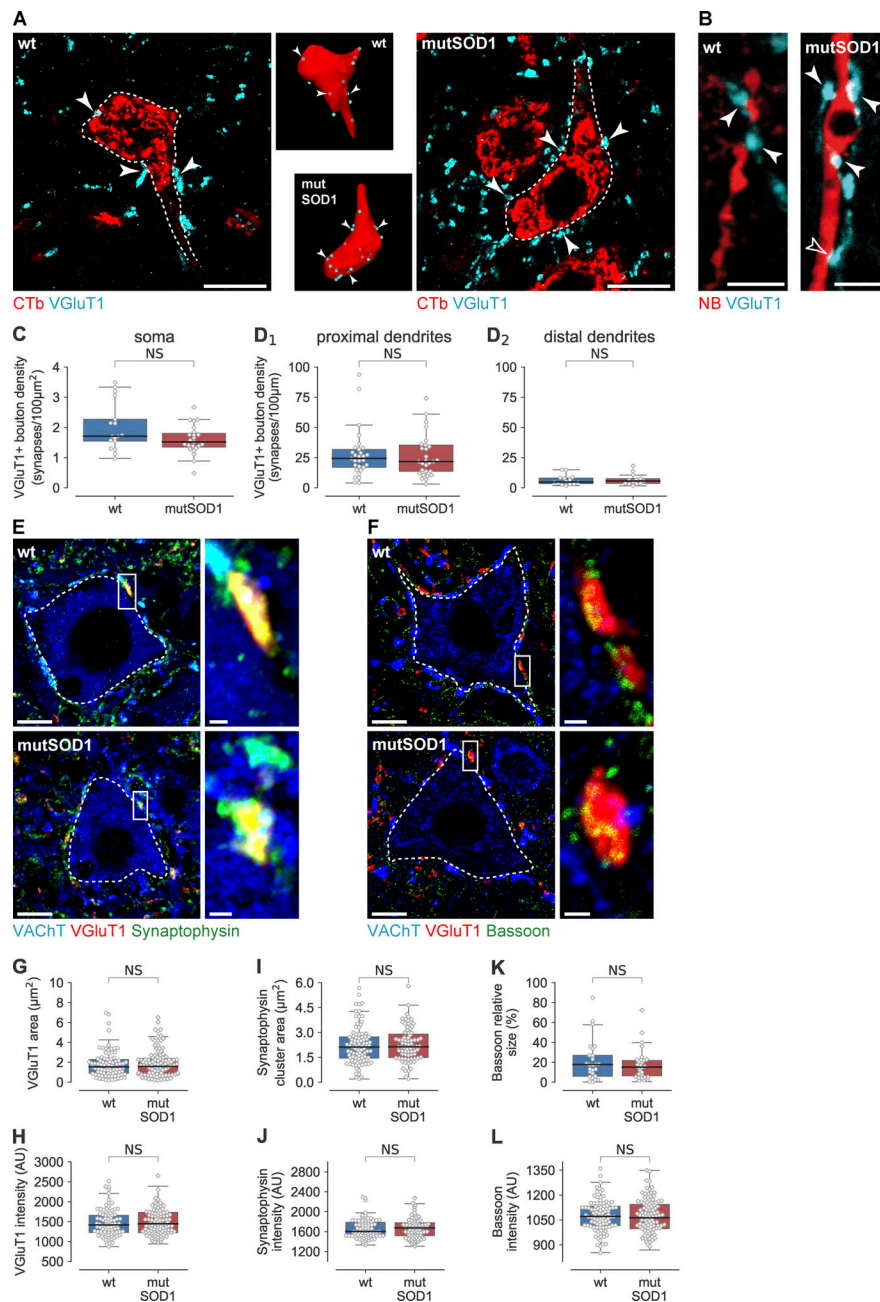 A
wt
wt
mut
SOD1
mutSOD1
CTb VGluT1
CTb VGluT1
B
wt
mutSOD1
NB VGluT1
C
soma
NS
VGluT1+ bouton density
(synapses/100µm²)
4
3
2
1
0
wt
mutSOD1
D₁
proximal dendrites
NS
VGluT1+ bouton density
(synapses/100µm)
100
75
50
25
0
wt
mutSOD1
D₂
distal dendrites
NS
100
75
50
25
0
wt
mutSOD1
E
wt
mutSOD1
VAChT VGluT1 Synaptophysin
F
wt
mutSOD1
VAChT VGluT1 Bassoon
G
NS
VGluT1 area (µm²)
10
8
6
4
2
0
wt
mut
SOD1
I
NS
Synaptophysin
cluster area (µm²)
6.0
4.5
3.0
1.5
0
wt
mut
SOD1
K
NS
Bassoon relative
size (%)
100
80
60
40
20
0
wt
mut
SOD1
H
NS
VGluT1 intensity (AU)
3000
2500
2000
1500
1000
500
wt
mut
SOD1
J
NS
Synaptophysin
intensity (AU)
2800
2400
2000
1600
1200
wt
mut
SOD1
L
NS
Bassoon
intensity (AU)
1350
1200
1050
900
wt
mut
SOD1